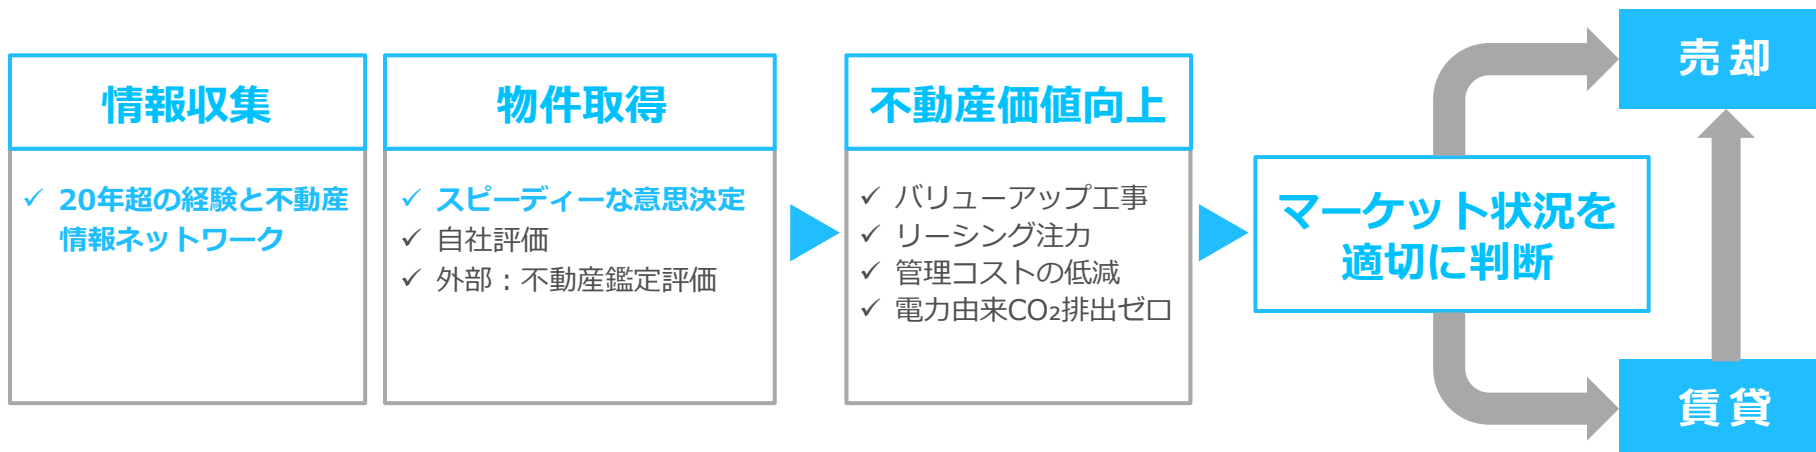 情報収集
✓ 20年超の経験と不動産
情報ネットワーク
物件取得
✓ スピーディーな意思決定
✓ 自社評価
✓ 外部：不動産鑑定評価
不動産価値向上
✓ バリューアップ工事
✓ リーシング注力
✓ 管理コストの低減
✓ 電力由来CO₂排出ゼロ
マーケット状況を
適切に判断
売却
賃貸